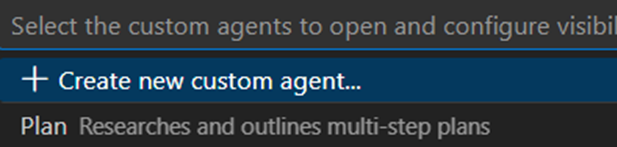 Select the custom agents to open and configure visibil
+ Create new custom agent...
Plan Researches and outlines multi-step plans